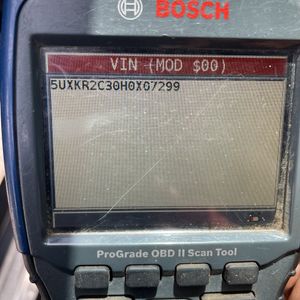 BOSCH
VIN (MOD $00)
5UXKR2C30H0X07299
ProGrade OBD II Scan Tool